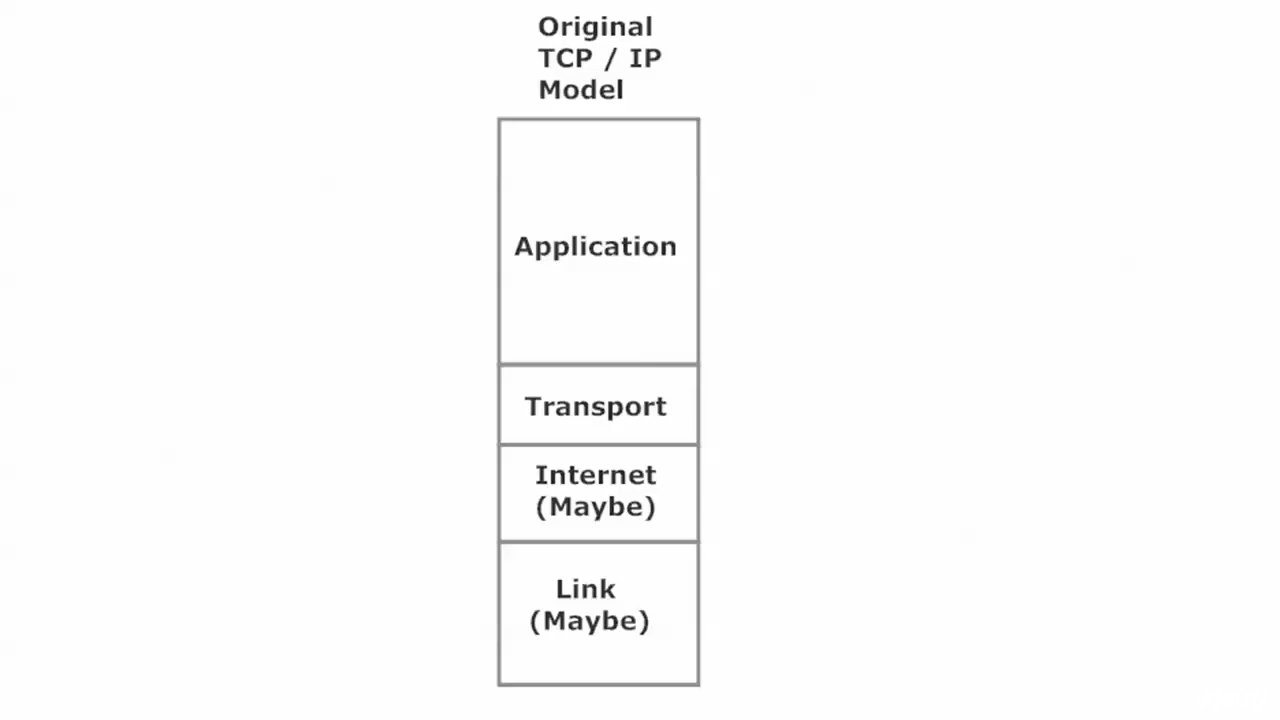 Original
TCP / IP
Model
Application
Transport
Internet
(Maybe)
Link
(Maybe)